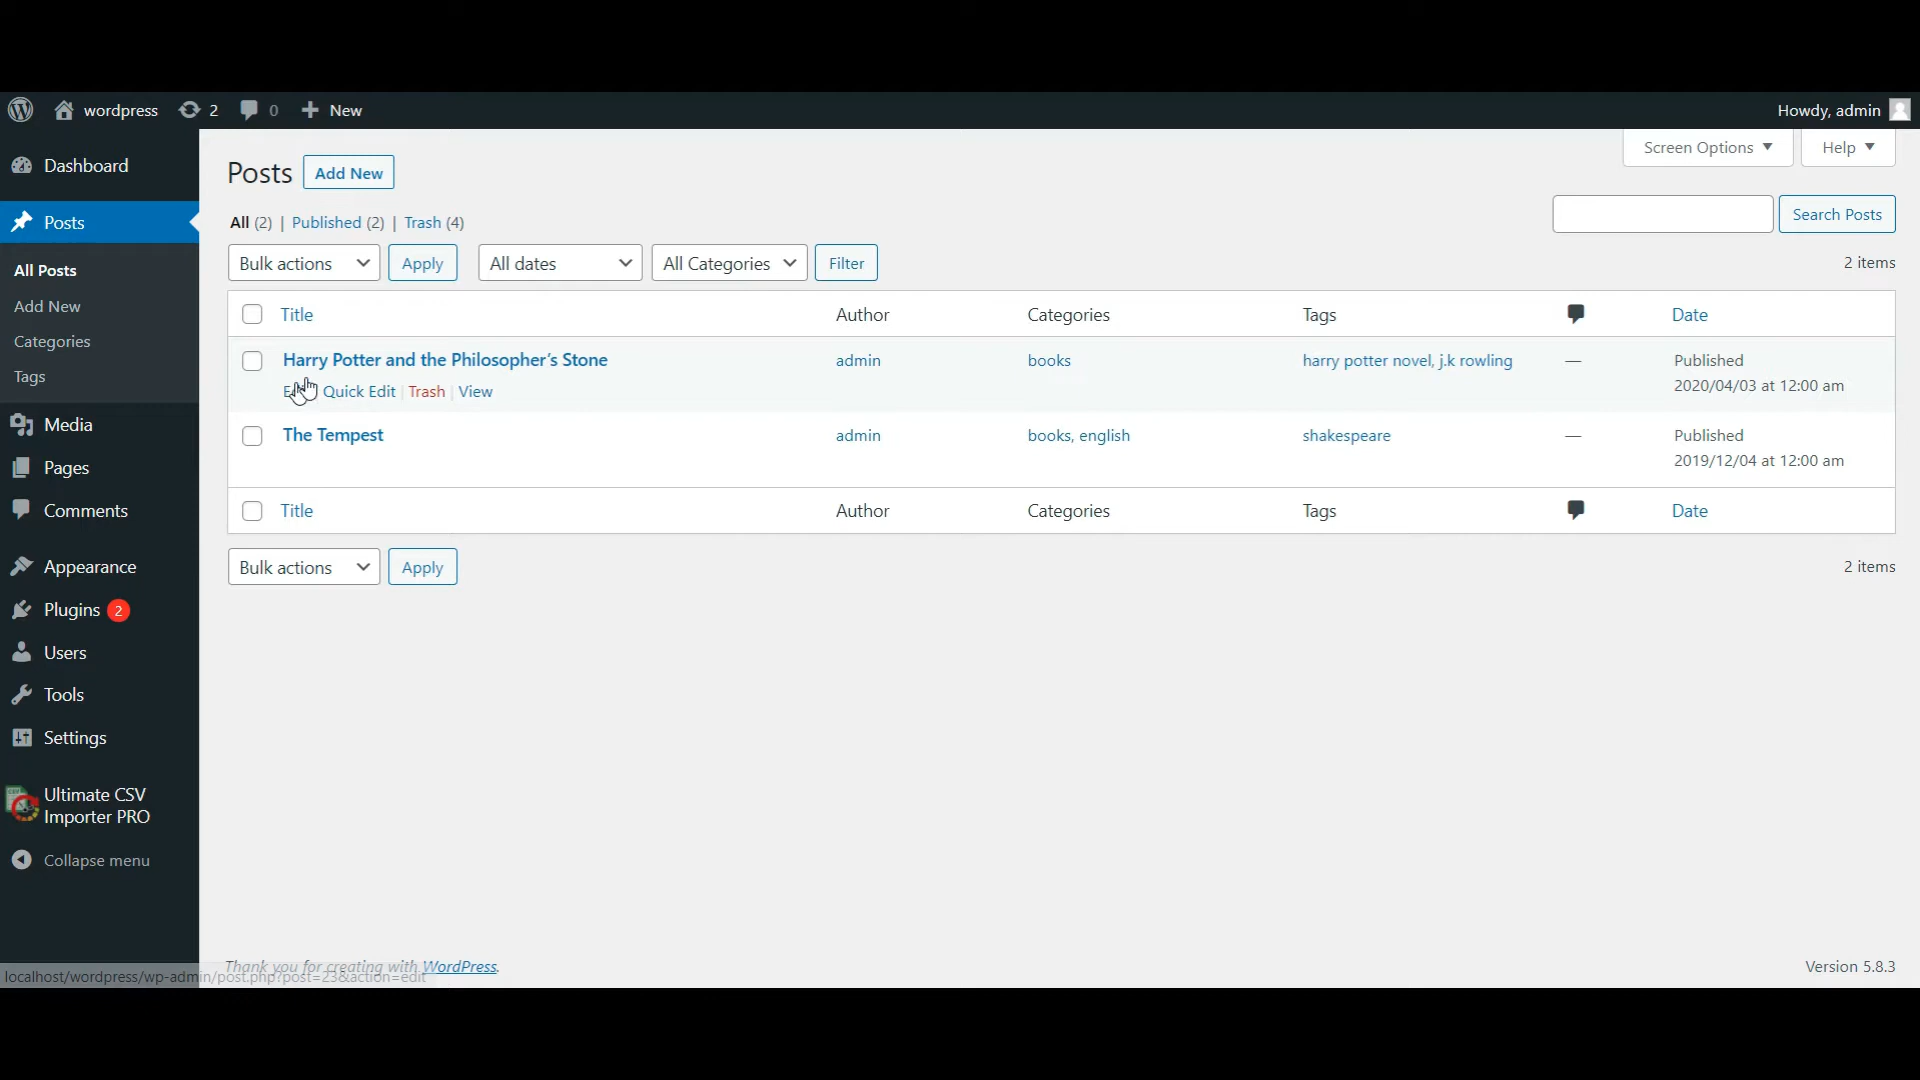 wordpress 2 0 New Howdy, admin
Dashboard
Posts
All Posts
Add New
Categories
Tags
Media
Pages
Comments
Appearance
Plugins 2
Users
Tools
Settings
Ultimate CSV
Importer PRO
Collapse menu
Screen Options Help
Posts Add New
All (2) | Published (2) | Trash (4)
Search Posts
Bulk actions Apply All dates All Categories Filter 2 items
Title Author Categories Tags Date
Harry Potter and the Philosopher’s Stone admin books harry potter novel, j.k rowling — Published
2020/04/03 at 12:00 am
Quick Edit | Trash | View
The Tempest admin books, english shakespeare — Published
2019/12/04 at 12:00 am
Title Author Categories Tags Date
Bulk actions Apply 2 items
Thank you for creating with WordPress. Version 5.8.3
localhost/wordpress/wp-admin/post.php?post=23&action=edit